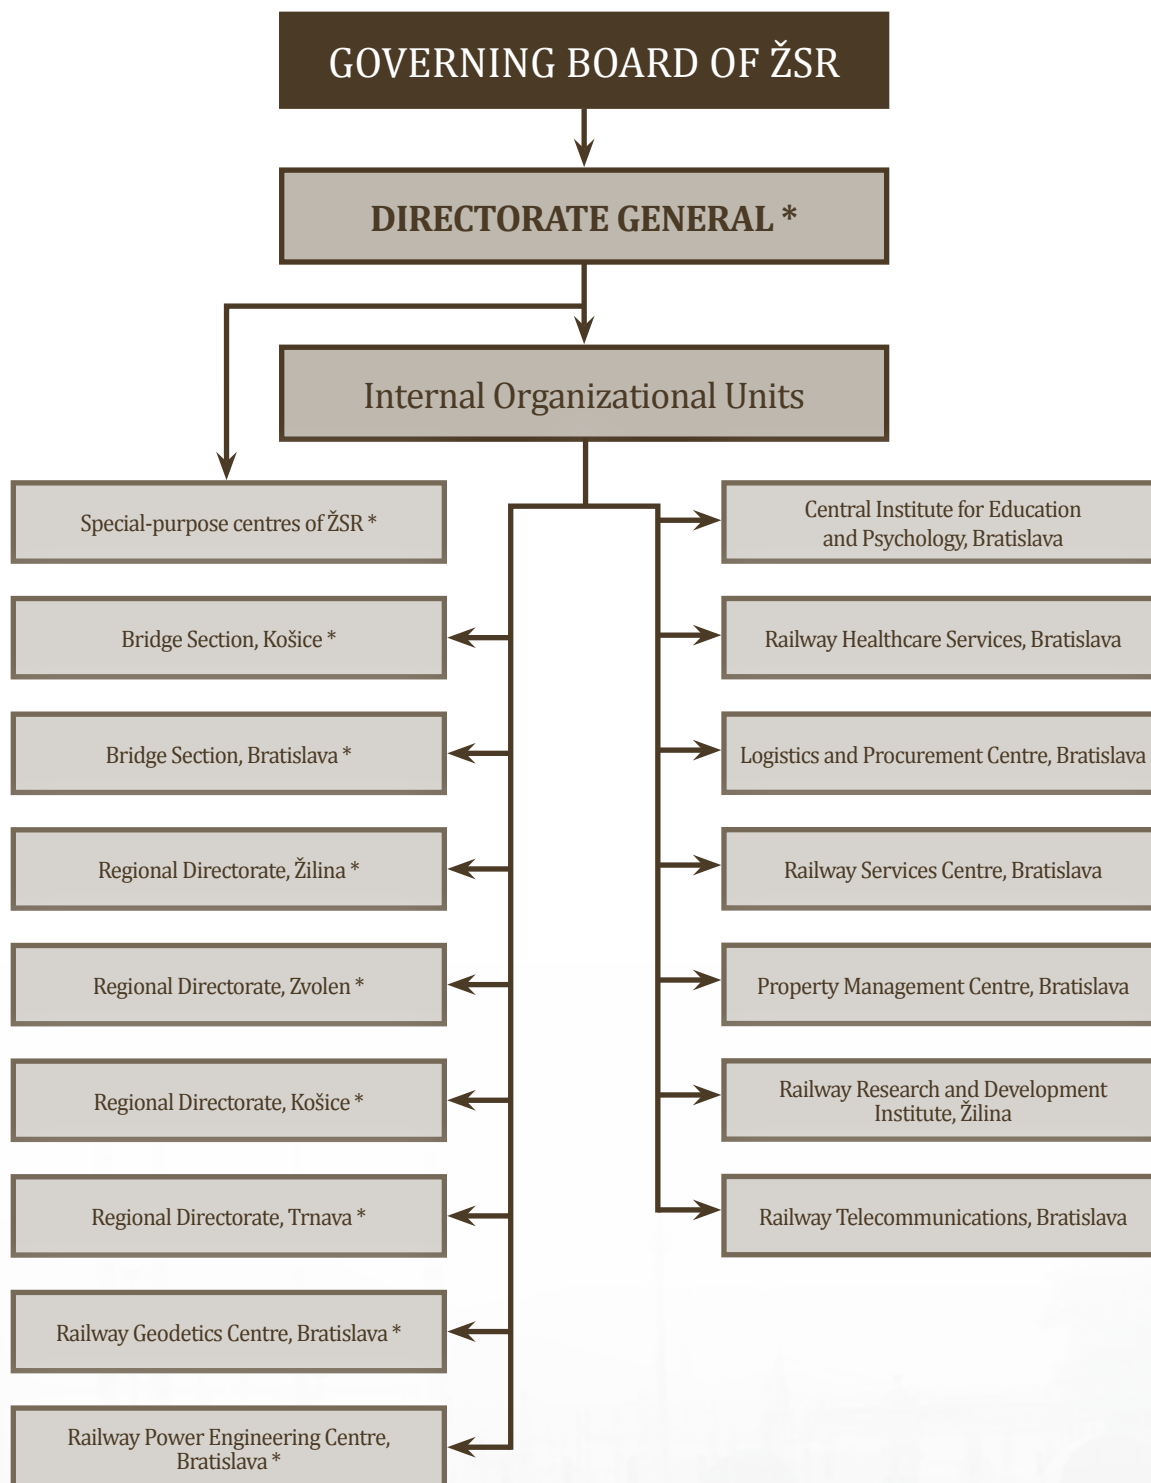 GOVERNING BOARD OF ŽSR
DIRECTORATE GENERAL *
Internal Organizational Units
Special-purpose centres of ŽSR *
Bridge Section, Košice *
Bridge Section, Bratislava *
Regional Directorate, Žilina *
Regional Directorate, Zvolen *
Regional Directorate, Košice *
Regional Directorate, Trnava *
Railway Geodetics Centre, Bratislava *
Railway Power Engineering Centre,
Bratislava *
Central Institute for Education
and Psychology, Bratislava
Railway Healthcare Services, Bratislava
Logistics and Procurement Centre, Bratislava
Railway Services Centre, Bratislava
Property Management Centre, Bratislava
Railway Research and Development
Institute, Žilina
Railway Telecommunications, Bratislava